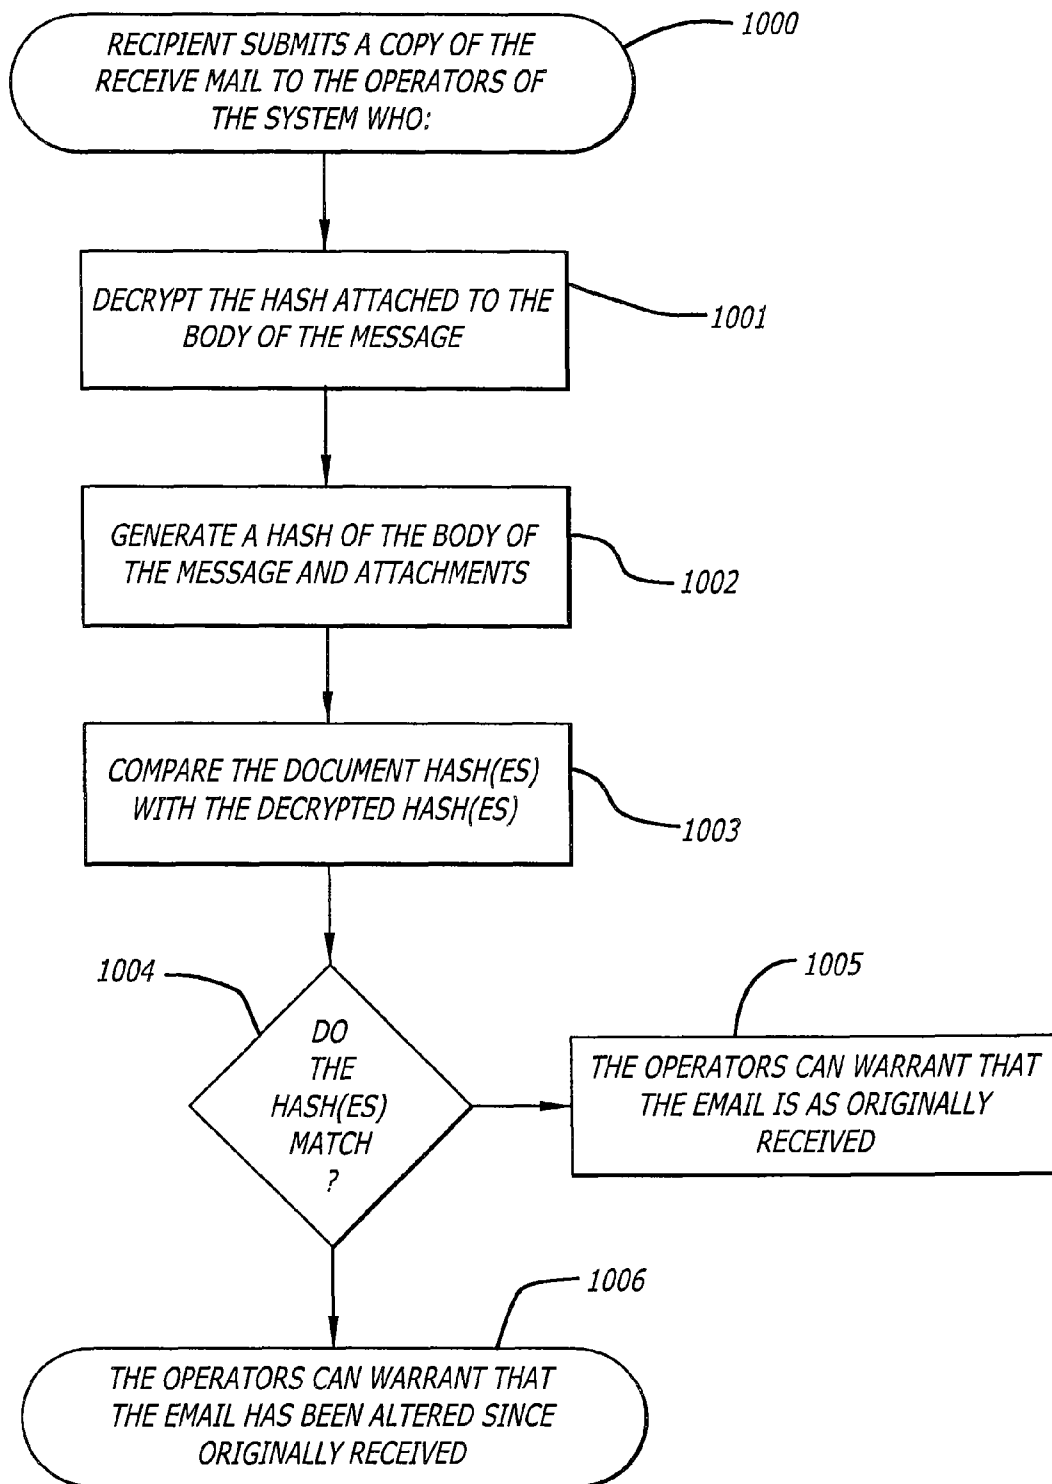 1000
RECIPIENT SUBMITS A COPY OF THE
RECEIVE MAIL TO THE OPERATORS OF
THE SYSTEM WHO:
DECRYPT THE HASH ATTACHED TO THE
BODY OF THE MESSAGE
1001
GENERATE A HASH OF THE BODY OF
THE MESSAGE AND ATTACHMENTS
1002
COMPARE THE DOCUMENT HASH(ES)
WITH THE DECRYPTED HASH(ES)
1003
1004
DO
THE
HASH(ES)
MATCH
?
1005
THE OPERATORS CAN WARRANT THAT
THE EMAIL IS AS ORIGINALLY
RECEIVED
1006
THE OPERATORS CAN WARRANT THAT
THE EMAIL HAS BEEN ALTERED SINCE
ORIGINALLY RECEIVED